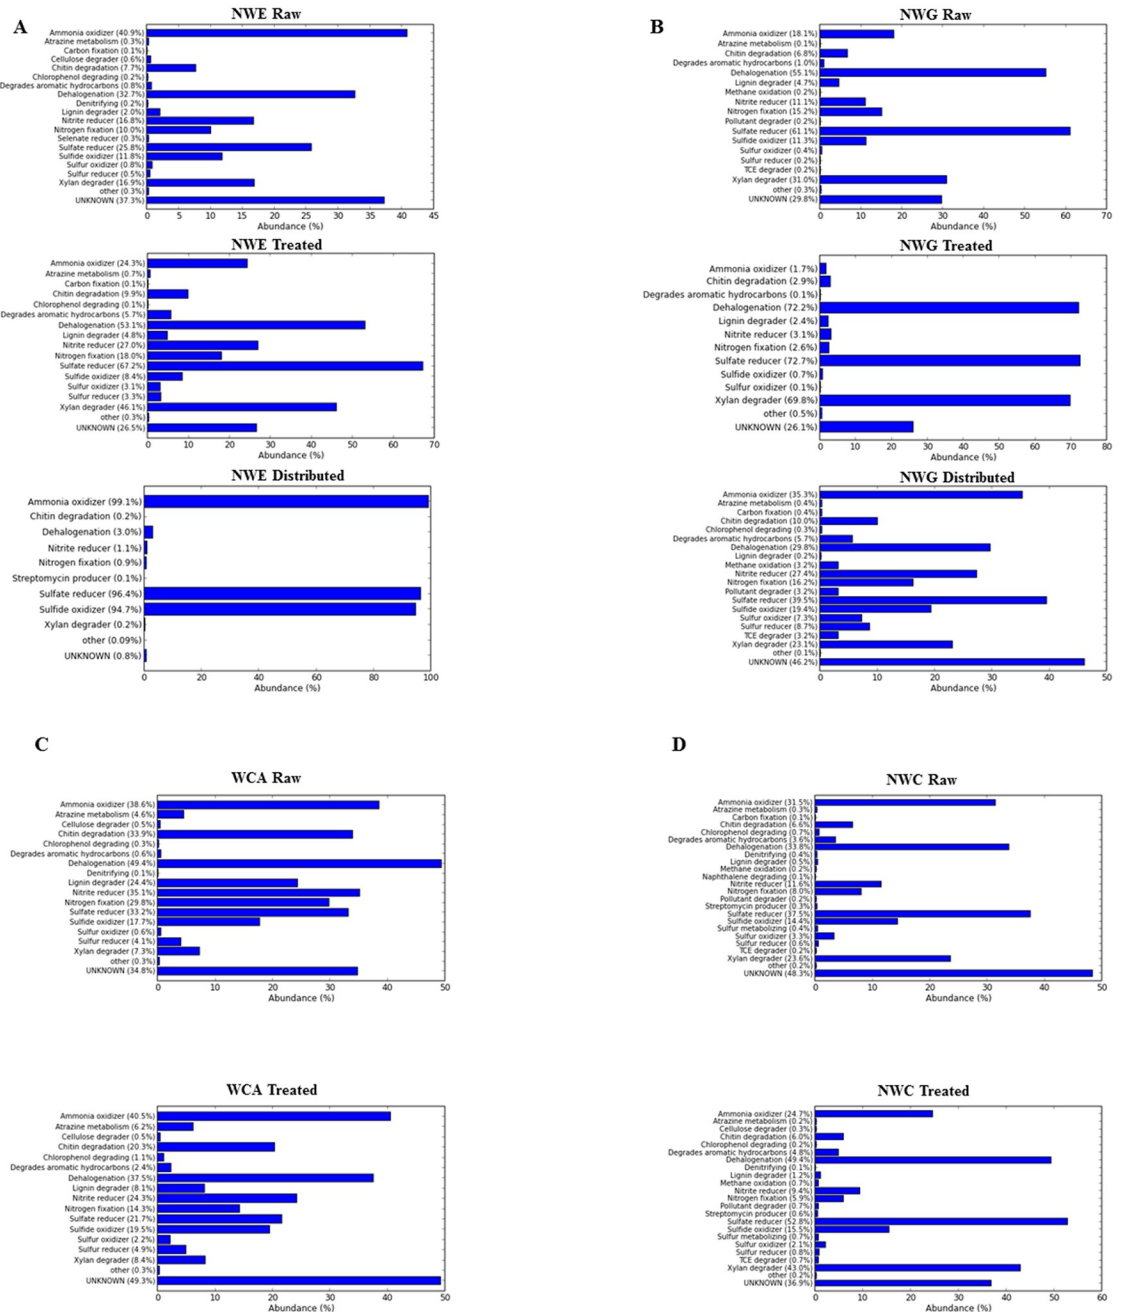 A
NWE Raw
Ammonia oxidizer (40.9%)
Atrazine metabolism (0.3%)
Carbon fixation (0.1%)
Cellulose degrader (0.6%)
Chitin degradation (7.7%)
Chlorophenol degrading (0.2%)
Degrades aromatic hydrocarbons (0.8%)
Dehalogenation (32.7%)
Denitrifying (0.2%)
Lignin degrader (2.0%)
Nitrite reducer (16.8%)
Nitrogen fixation (10.0%)
Selenate reducer (0.3%)
Sulfate reducer (25.8%)
Sulfide oxidizer (11.8%)
Sulfur oxidizer (0.8%)
Sulfur reducer (0.5%)
Xylan degrader (16.9%)
other (0.3%)
UNKNOWN (37.3%)
0 5 10 15 20 25 30 35 40 45
Abundance (%)
NWE Treated
Ammonia oxidizer (24.3%)
Atrazine metabolism (0.7%)
Carbon fixation (0.1%)
Chitin degradation (9.9%)
Chlorophenol degrading (0.1%)
Degrades aromatic hydrocarbons (5.7%)
Dehalogenation (53.1%)
Lignin degrader (4.8%)
Nitrite reducer (27.0%)
Nitrogen fixation (18.0%)
Sulfate reducer (67.2%)
Sulfide oxidizer (8.4%)
Sulfur oxidizer (3.1%)
Sulfur reducer (3.3%)
Xylan degrader (46.1%)
other (0.3%)
UNKNOWN (26.5%)
0 10 20 30 40 50 60 70
Abundance (%)
NWE Distributed
Ammonia oxidizer (99.1%)
Chitin degradation (0.2%)
Dehalogenation (3.0%)
Nitrite reducer (1.1%)
Nitrogen fixation (0.9%)
Streptomycin producer (0.1%)
Sulfate reducer (96.4%)
Sulfide oxidizer (94.7%)
Xylan degrader (0.2%)
other (0.09%)
UNKNOWN (0.8%)
0 20 40 60 80 100
Abundance (%)
B
NWG Raw
Ammonia oxidizer (18.1%)
Atrazine metabolism (0.1%)
Chitin degradation (6.8%)
Degrades aromatic hydrocarbons (1.0%)
Dehalogenation (55.1%)
Lignin degrader (4.7%)
Methane oxidation (0.2%)
Nitrite reducer (11.1%)
Nitrogen fixation (15.2%)
Pollutant degrader (0.2%)
Sulfate reducer (61.1%)
Sulfide oxidizer (11.3%)
Sulfur oxidizer (0.4%)
Sulfur reducer (0.2%)
TCE degrader (0.2%)
Xylan degrader (31.0%)
other (0.3%)
UNKNOWN (29.8%)
0 10 20 30 40 50 60 70
Abundance (%)
NWG Treated
Ammonia oxidizer (1.7%)
Chitin degradation (2.9%)
Degrades aromatic hydrocarbons (0.1%)
Dehalogenation (72.2%)
Lignin degrader (2.4%)
Nitrite reducer (3.1%)
Nitrogen fixation (2.6%)
Sulfate reducer (72.7%)
Sulfide oxidizer (0.7%)
Sulfur oxidizer (0.1%)
Xylan degrader (69.8%)
other (0.5%)
UNKNOWN (26.1%)
0 10 20 30 40 50 60 70 80
Abundance (%)
NWG Distributed
Ammonia oxidizer (35.3%)
Atrazine metabolism (0.4%)
Carbon fixation (0.4%)
Chitin degradation (10.0%)
Chlorophenol degrading (0.3%)
Degrades aromatic hydrocarbons (5.7%)
Dehalogenation (29.8%)
Lignin degrader (0.2%)
Methane oxidation (3.2%)
Nitrite reducer (27.4%)
Nitrogen fixation (16.2%)
Pollutant degrader (3.2%)
Sulfate reducer (39.5%)
Sulfide oxidizer (19.4%)
Sulfur oxidizer (7.3%)
Sulfur reducer (8.7%)
TCE degrader (3.2%)
Xylan degrader (23.1%)
other (0.1%)
UNKNOWN (46.2%)
0 10 20 30 40 50
Abundance (%)
C
WCA Raw
Ammonia oxidizer (38.6%)
Atrazine metabolism (4.6%)
Cellulose degrader (0.5%)
Chitin degradation (33.9%)
Chlorophenol degrading (0.3%)
Degrades aromatic hydrocarbons (0.6%)
Dehalogenation (49.4%)
Denitrifying (0.1%)
Lignin degrader (24.4%)
Nitrite reducer (35.1%)
Nitrogen fixation (29.8%)
Sulfate reducer (33.2%)
Sulfide oxidizer (17.7%)
Sulfur oxidizer (0.6%)
Sulfur reducer (4.1%)
Xylan degrader (7.3%)
other (0.3%)
UNKNOWN (34.8%)
0 10 20 30 40 50
Abundance (%)
WCA Treated
Ammonia oxidizer (40.5%)
Atrazine metabolism (6.2%)
Cellulose degrader (0.5%)
Chitin degradation (20.3%)
Chlorophenol degrading (1.1%)
Degrades aromatic hydrocarbons (2.4%)
Dehalogenation (37.5%)
Lignin degrader (8.1%)
Nitrite reducer (24.3%)
Nitrogen fixation (14.3%)
Sulfate reducer (21.7%)
Sulfide oxidizer (19.5%)
Sulfur oxidizer (2.2%)
Sulfur reducer (4.9%)
Xylan degrader (8.4%)
other (0.3%)
UNKNOWN (49.3%)
0 10 20 30 40 50
Abundance (%)
D
NWC Raw
Ammonia oxidizer (31.5%)
Atrazine metabolism (0.3%)
Carbon fixation (0.1%)
Chitin degradation (6.6%)
Chlorophenol degrading (0.7%)
Degrades aromatic hydrocarbons (3.6%)
Dehalogenation (33.8%)
Denitrifying (0.4%)
Lignin degrader (0.5%)
Methane oxidation (0.2%)
Naphthalene degrading (0.1%)
Nitrite reducer (11.6%)
Nitrogen fixation (8.0%)
Pollutant degrader (0.2%)
Streptomycin producer (0.3%)
Sulfate reducer (37.5%)
Sulfide oxidizer (14.4%)
Sulfur metabolizing (0.4%)
Sulfur oxidizer (3.3%)
Sulfur reducer (0.6%)
TCE degrader (0.2%)
Xylan degrader (23.6%)
other (0.2%)
UNKNOWN (48.3%)
0 10 20 30 40 50
Abundance (%)
NWC Treated
Ammonia oxidizer (24.7%)
Atrazine metabolism (0.2%)
Cellulose degrader (0.3%)
Chitin degradation (6.0%)
Chlorophenol degrading (0.2%)
Degrades aromatic hydrocarbons (4.8%)
Dehalogenation (49.4%)
Denitrifying (0.1%)
Lignin degrader (1.2%)
Methane oxidation (0.7%)
Nitrite reducer (9.4%)
Nitrogen fixation (5.9%)
Pollutant degrader (0.7%)
Streptomycin producer (0.6%)
Sulfate reducer (52.8%)
Sulfide oxidizer (15.5%)
Sulfur metabolizing (0.7%)
Sulfur oxidizer (2.1%)
Sulfur reducer (0.8%)
TCE degrader (0.7%)
Xylan degrader (43.0%)
other (0.2%)
UNKNOWN (36.9%)
0 10 20 30 40 50 60
Abundance (%)